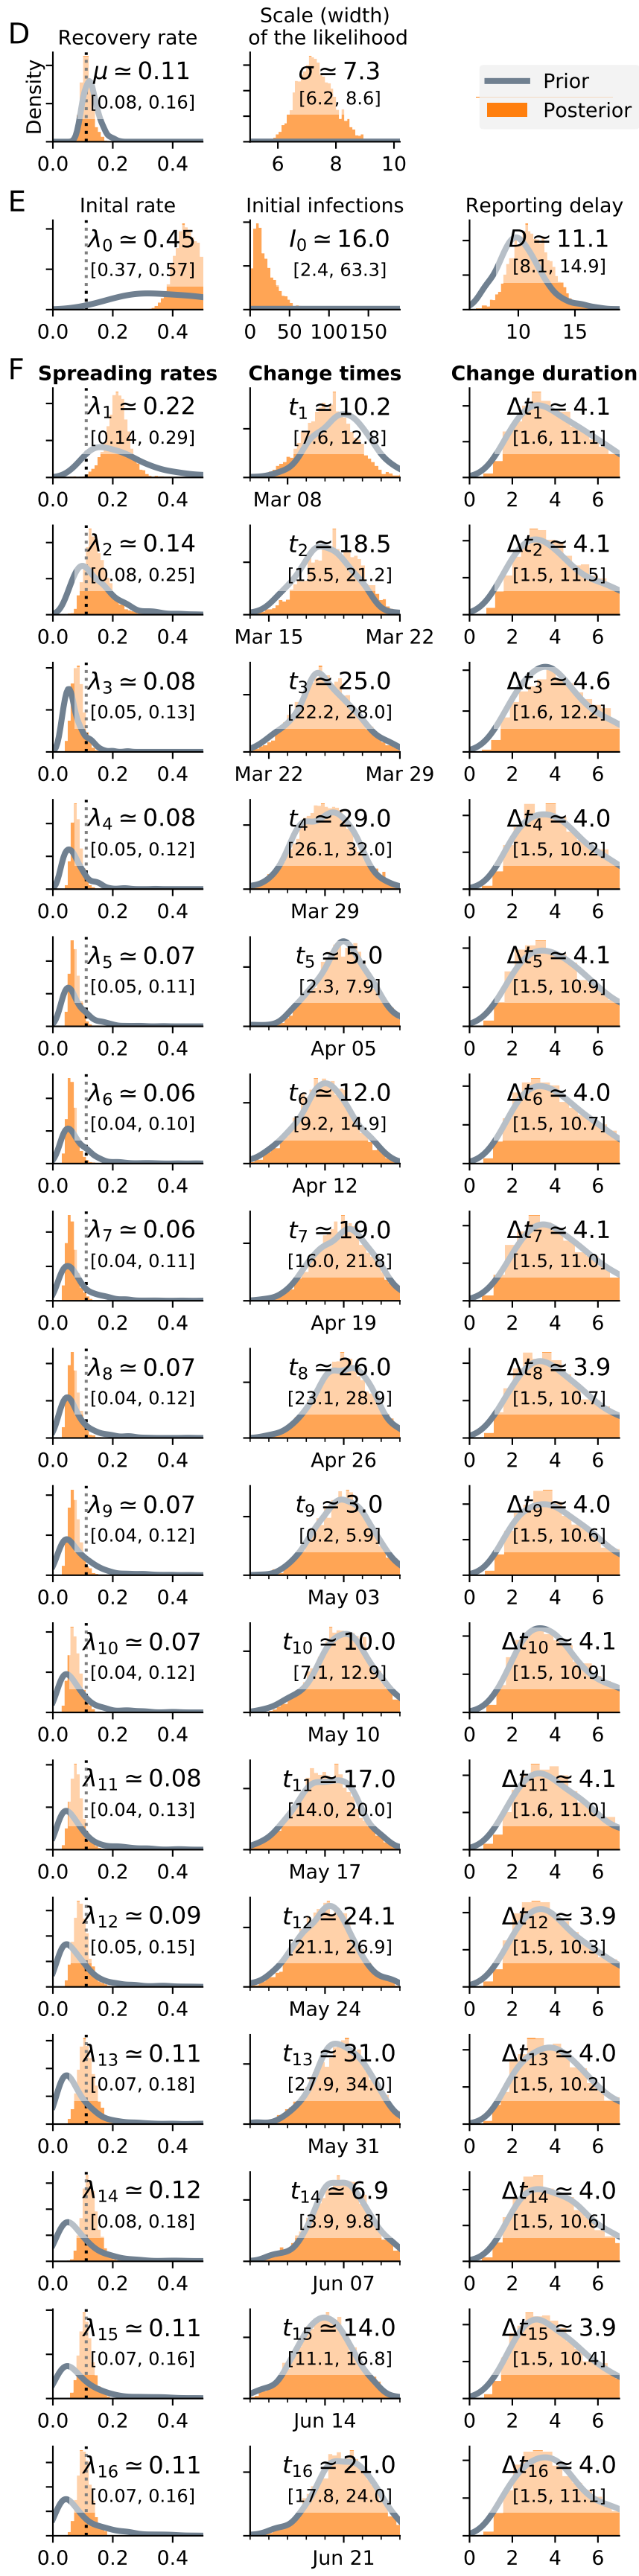 D
Recovery rate
Scale (width)
of the likelihood
Density
μ ≃ 0.11
[0.08, 0.16]
σ ≃ 7.3
[6.2, 8.6]
Prior
Posterior
0.0 0.2 0.4
6 8 10
E
Inital rate
Initial infections
Reporting delay
λ0 ≃ 0.45
[0.37, 0.57]
I0 ≃ 16.0
[2.4, 63.3]
D ≃ 11.1
[8.1, 14.9]
0.0 0.2 0.4
0 50 100 150
10 15
F
Spreading rates
Change times
Change duration
λ1 ≃ 0.22
[0.14, 0.29]
t1 ≃ 10.2
[7.6, 12.8]
Δt1 ≃ 4.1
[1.6, 11.1]
0.0 0.2 0.4
Mar 08
0 2 4 6
λ2 ≃ 0.14
[0.08, 0.25]
t2 ≃ 18.5
[15.5, 21.2]
Δt2 ≃ 4.1
[1.5, 11.5]
0.0 0.2 0.4
Mar 15 Mar 22
0 2 4 6
λ3 ≃ 0.08
[0.05, 0.13]
t3 ≃ 25.0
[22.2, 28.0]
Δt3 ≃ 4.6
[1.6, 12.2]
0.0 0.2 0.4
Mar 22 Mar 29
0 2 4 6
λ4 ≃ 0.08
[0.05, 0.12]
t4 ≃ 29.0
[26.1, 32.0]
Δt4 ≃ 4.0
[1.5, 10.2]
0.0 0.2 0.4
Mar 29
0 2 4 6
λ5 ≃ 0.07
[0.05, 0.11]
t5 ≃ 5.0
[2.3, 7.9]
Δt5 ≃ 4.1
[1.5, 10.9]
0.0 0.2 0.4
Apr 05
0 2 4 6
λ6 ≃ 0.06
[0.04, 0.10]
t6 ≃ 12.0
[9.2, 14.9]
Δt6 ≃ 4.0
[1.5, 10.7]
0.0 0.2 0.4
Apr 12
0 2 4 6
λ7 ≃ 0.06
[0.04, 0.11]
t7 ≃ 19.0
[16.0, 21.8]
Δt7 ≃ 4.1
[1.5, 11.0]
0.0 0.2 0.4
Apr 19
0 2 4 6
λ8 ≃ 0.07
[0.04, 0.12]
t8 ≃ 26.0
[23.1, 28.9]
Δt8 ≃ 3.9
[1.5, 10.7]
0.0 0.2 0.4
Apr 26
0 2 4 6
λ9 ≃ 0.07
[0.04, 0.12]
t9 ≃ 3.0
[0.2, 5.9]
Δt9 ≃ 4.0
[1.5, 10.6]
0.0 0.2 0.4
May 03
0 2 4 6
λ10 ≃ 0.07
[0.04, 0.12]
t10 ≃ 10.0
[7.1, 12.9]
Δt10 ≃ 4.1
[1.5, 10.9]
0.0 0.2 0.4
May 10
0 2 4 6
λ11 ≃ 0.08
[0.04, 0.13]
t11 ≃ 17.0
[14.0, 20.0]
Δt11 ≃ 4.1
[1.6, 11.0]
0.0 0.2 0.4
May 17
0 2 4 6
λ12 ≃ 0.09
[0.05, 0.15]
t12 ≃ 24.1
[21.1, 26.9]
Δt12 ≃ 3.9
[1.5, 10.3]
0.0 0.2 0.4
May 24
0 2 4 6
λ13 ≃ 0.11
[0.07, 0.18]
t13 ≃ 31.0
[27.9, 34.0]
Δt13 ≃ 4.0
[1.5, 10.2]
0.0 0.2 0.4
May 31
0 2 4 6
λ14 ≃ 0.12
[0.08, 0.18]
t14 ≃ 6.9
[3.9, 9.8]
Δt14 ≃ 4.0
[1.5, 10.6]
0.0 0.2 0.4
Jun 07
0 2 4 6
λ15 ≃ 0.11
[0.07, 0.16]
t15 ≃ 14.0
[11.1, 16.8]
Δt15 ≃ 3.9
[1.5, 10.4]
0.0 0.2 0.4
Jun 14
0 2 4 6
λ16 ≃ 0.11
[0.07, 0.16]
t16 ≃ 21.0
[17.8, 24.0]
Δt16 ≃ 4.0
[1.5, 11.1]
0.0 0.2 0.4
Jun 21
0 2 4 6